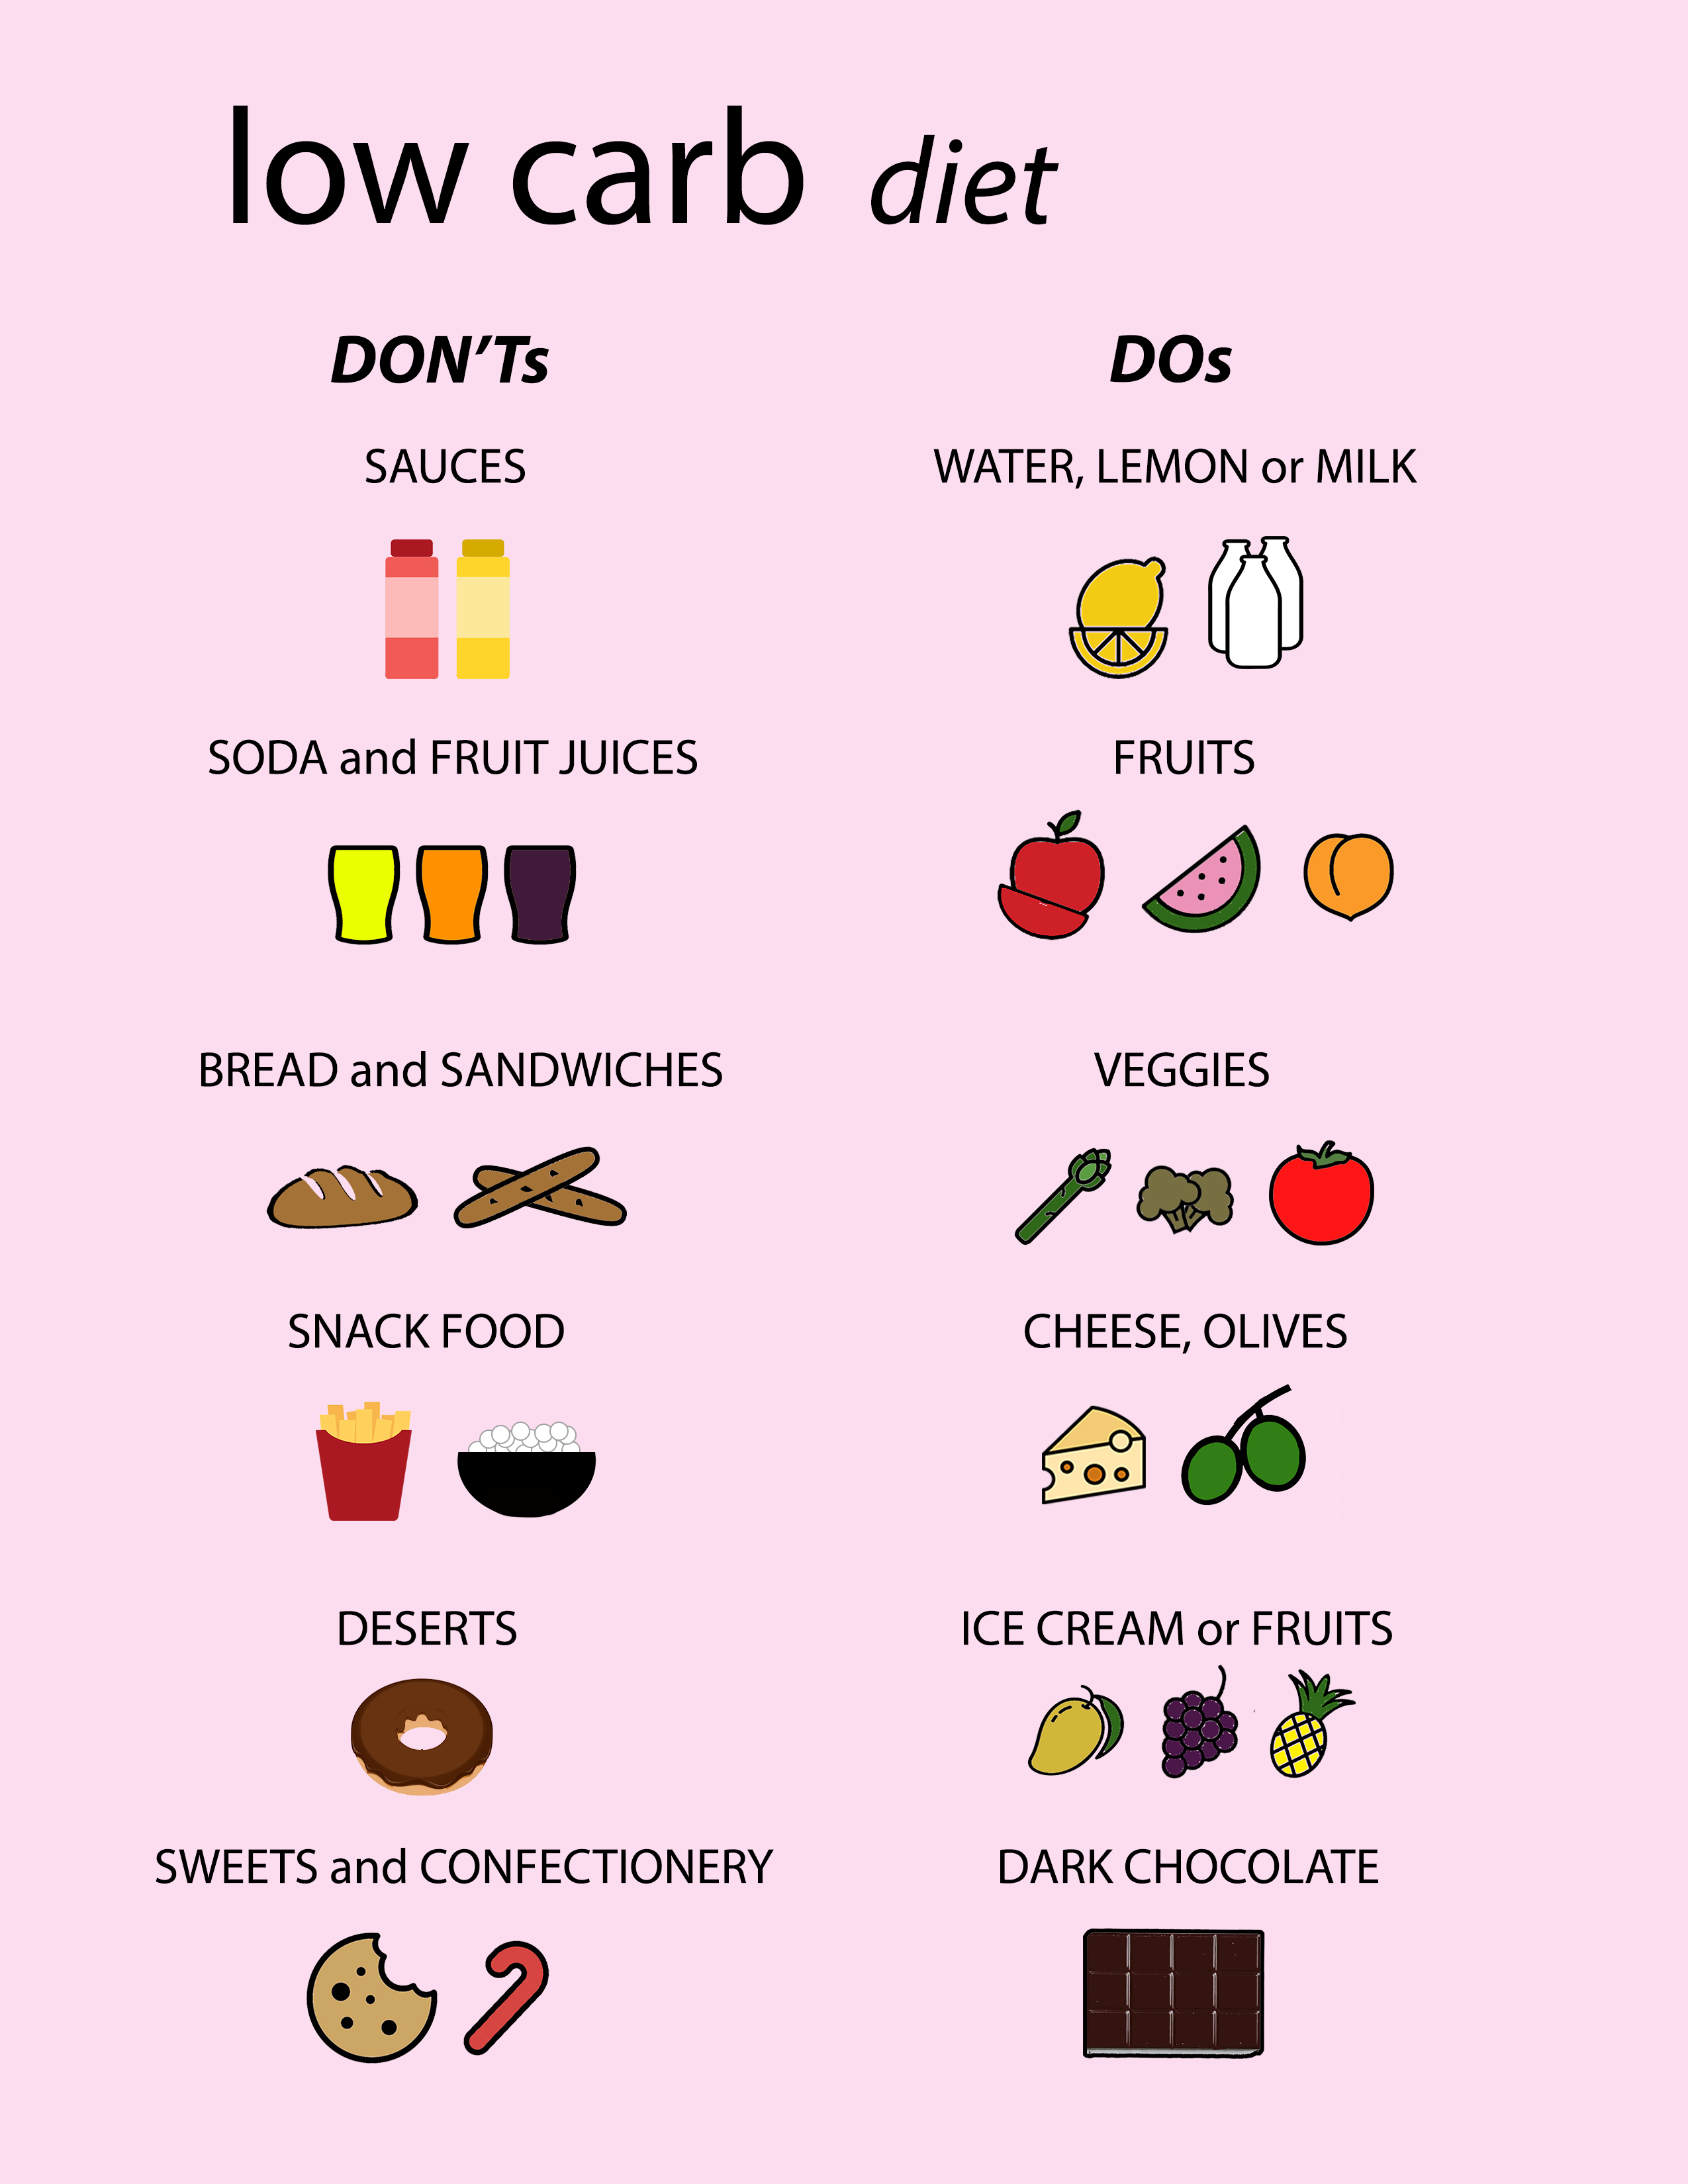 low carb diet
DON'Ts
DOs
SAUCES
WATER, LEMON or MILK
SODA and FRUIT JUICES
FRUITS
BREAD and SANDWICHES
VEGGIES
SNACK FOOD
CHEESE, OLIVES
DESERTS
ICE CREAM or FRUITS
SWEETS and CONFECTIONERY
DARK CHOCOLATE